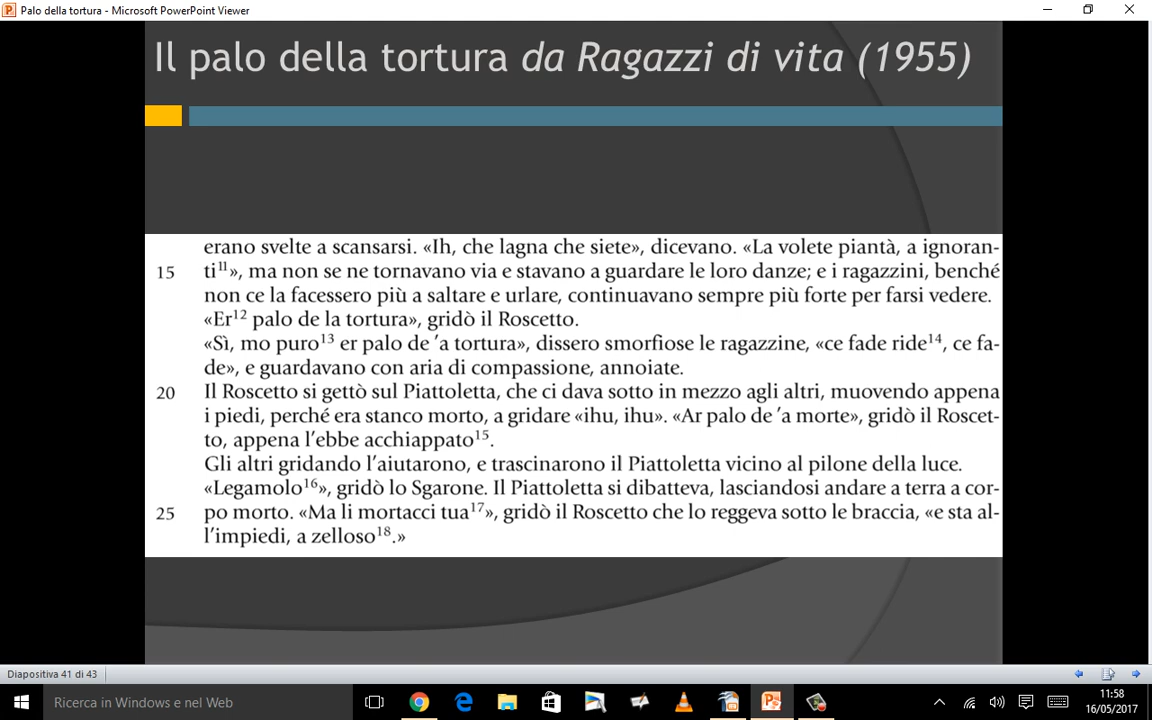 Palo della tortura - Microsoft PowerPoint Viewer
Il palo della tortura da Ragazzi di vita (1955)
erano svelte a scansarsi. «Ih, che lagna che siete», dicevano. «La volete piantà, a ignoran-
15 ti11», ma non se ne tornavano via e stavano a guardare le loro danze; e i ragazzini, benché
non ce la facessero più a saltare e urlare, continuavano sempre più forte per farsi vedere.
«Er12 palo de la tortura», gridò il Roscetto.
«Sì, mo puro13 er palo de ’a tortura», dissero smorfiose le ragazzine, «ce fade ride14, ce fa-
de», e guardavano con aria di compassione, annoiate.
20 Il Roscetto si gettò sul Piattoletta, che ci dava sotto in mezzo agli altri, muovendo appena
i piedi, perché era stanco morto, a gridare «ihu, ihu». «Ar palo de ’a morte», gridò il Roscet-
to, appena l’ebbe acchiappato15.
Gli altri gridando l’aiutarono, e trascinarono il Piattoletta vicino al pilone della luce.
«Legamolo16», gridò lo Sgarone. Il Piattoletta si dibatteva, lasciandosi andare a terra a cor-
25 po morto. «Ma li mortacci tua17», gridò il Roscetto che lo reggeva sotto le braccia, «e sta al-
l’impiedi, a zelloso18.»
Diapositiva 41 di 43
Ricerca in Windows e nel Web
11:58
16/05/2017